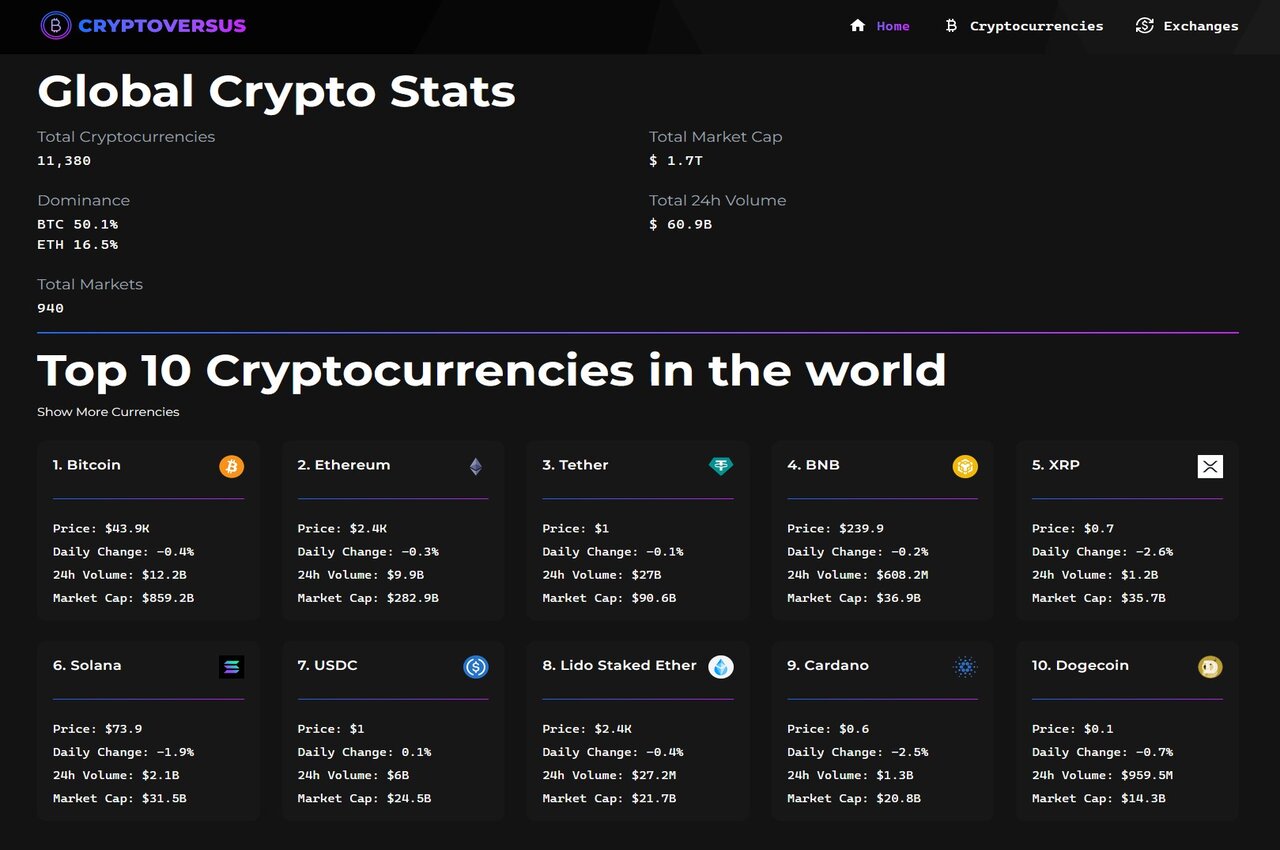 CRYPTOVERSUS
Home
Cryptocurrencies
Exchanges
Global Crypto Stats
Total Cryptocurrencies
11,380
Total Market Cap
$ 1.7T
Dominance
BTC 50.1%
ETH 16.5%
Total 24h Volume
$ 60.9B
Total Markets
940
Top 10 Cryptocurrencies in the world
Show More Currencies
1. Bitcoin
Price: $43.9K
Daily Change: -0.4%
24h Volume: $12.2B
Market Cap: $859.2B
2. Ethereum
Price: $2.4K
Daily Change: -0.3%
24h Volume: $9.9B
Market Cap: $282.9B
3. Tether
Price: $1
Daily Change: -0.1%
24h Volume: $27B
Market Cap: $90.6B
4. BNB
Price: $239.9
Daily Change: -0.2%
24h Volume: $608.2M
Market Cap: $36.9B
5. XRP
Price: $0.7
Daily Change: -2.6%
24h Volume: $1.2B
Market Cap: $35.7B
6. Solana
Price: $73.9
Daily Change: -1.9%
24h Volume: $2.1B
Market Cap: $31.5B
7. USDC
Price: $1
Daily Change: 0.1%
24h Volume: $6B
Market Cap: $24.5B
8. Lido Staked Ether
Price: $2.4K
Daily Change: -0.4%
24h Volume: $27.2M
Market Cap: $21.7B
9. Cardano
Price: $0.6
Daily Change: -2.5%
24h Volume: $1.3B
Market Cap: $20.8B
10. Dogecoin
Price: $0.1
Daily Change: -0.7%
24h Volume: $959.5M
Market Cap: $14.3B